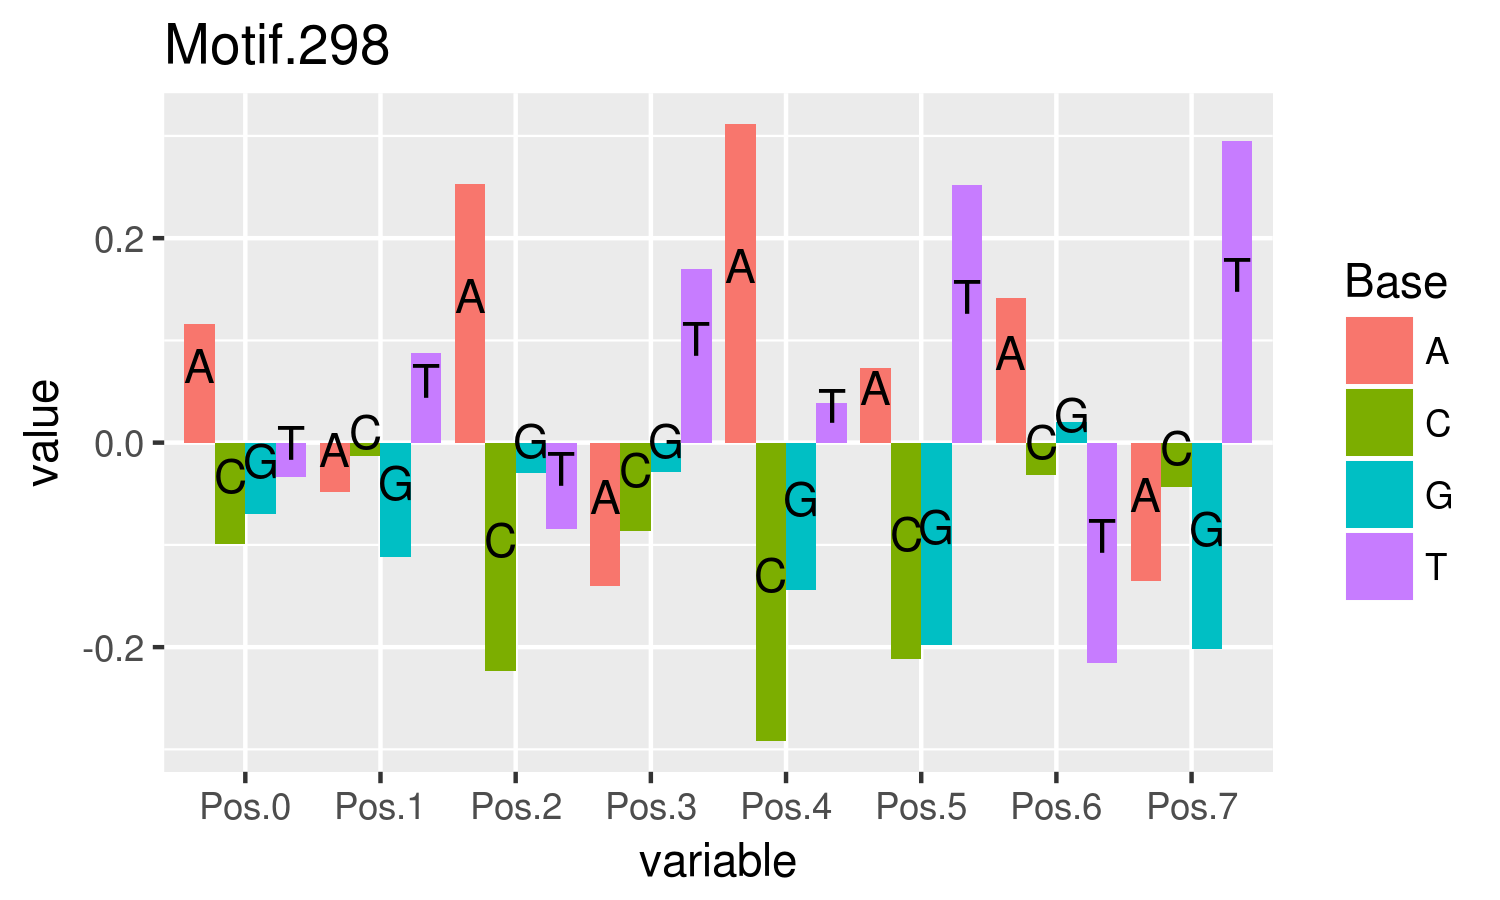 Motif.298
value
0.2
0.0
-0.2
A C G T A C G T A C G T A C G T A C G T A C G T A C G T A C G T
Pos.0 Pos.1 Pos.2 Pos.3 Pos.4 Pos.5 Pos.6 Pos.7
variable
Base
A
C
G
T